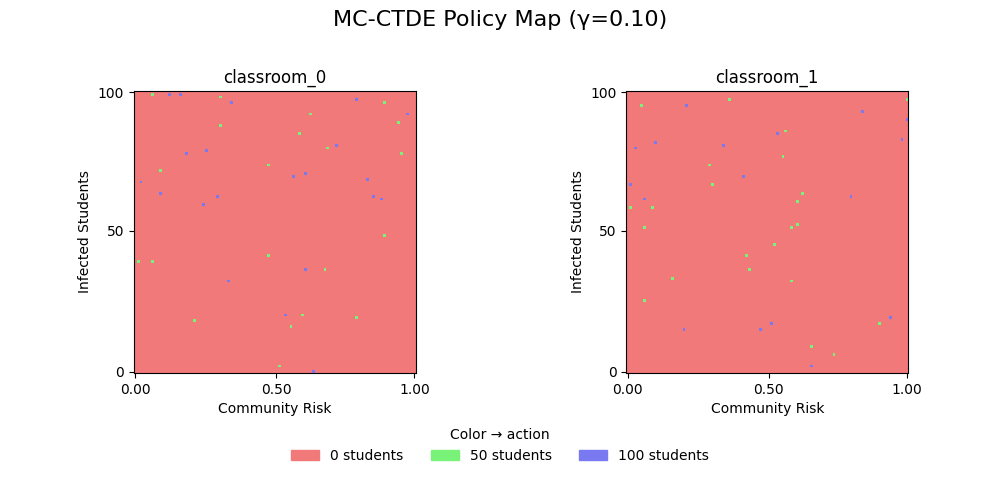 MC-CTDE Policy Map (γ=0.10)
classroom_0
classroom_1
100
50
0
Infected Students
0.00
0.50
1.00
Community Risk
100
50
0
Infected Students
0.00
0.50
1.00
Community Risk
Color → action
0 students 50 students 100 students